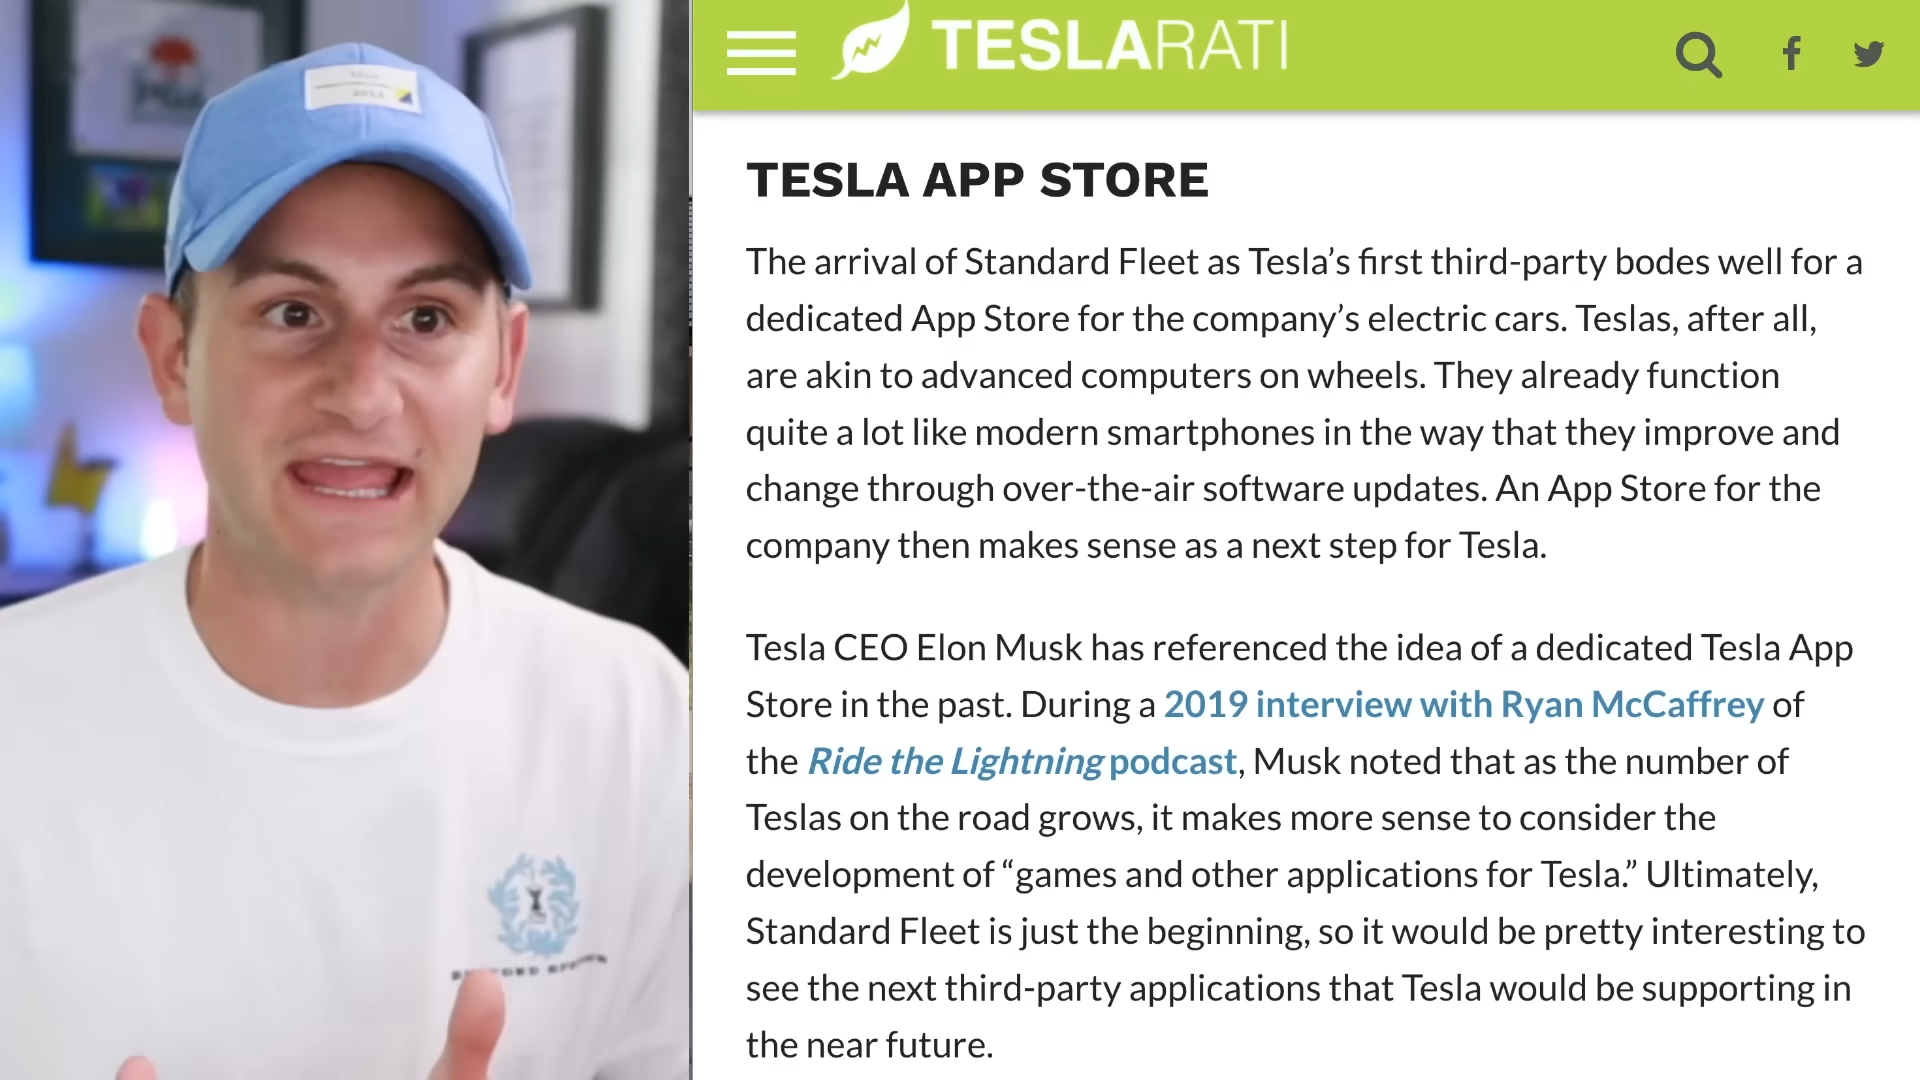 TESLARATI
TESLA APP STORE
The arrival of Standard Fleet as Tesla’s first third-party bodes well for a
dedicated App Store for the company’s electric cars. Teslas, after all,
are akin to advanced computers on wheels. They already function
quite a lot like modern smartphones in the way that they improve and
change through over-the-air software updates. An App Store for the
company then makes sense as a next step for Tesla.
Tesla CEO Elon Musk has referenced the idea of a dedicated Tesla App
Store in the past. During a 2019 interview with Ryan McCaffrey of
the Ride the Lightning podcast, Musk noted that as the number of
Teslas on the road grows, it makes more sense to consider the
development of “games and other applications for Tesla.” Ultimately,
Standard Fleet is just the beginning, so it would be pretty interesting to
see the next third-party applications that Tesla would be supporting in
the near future.